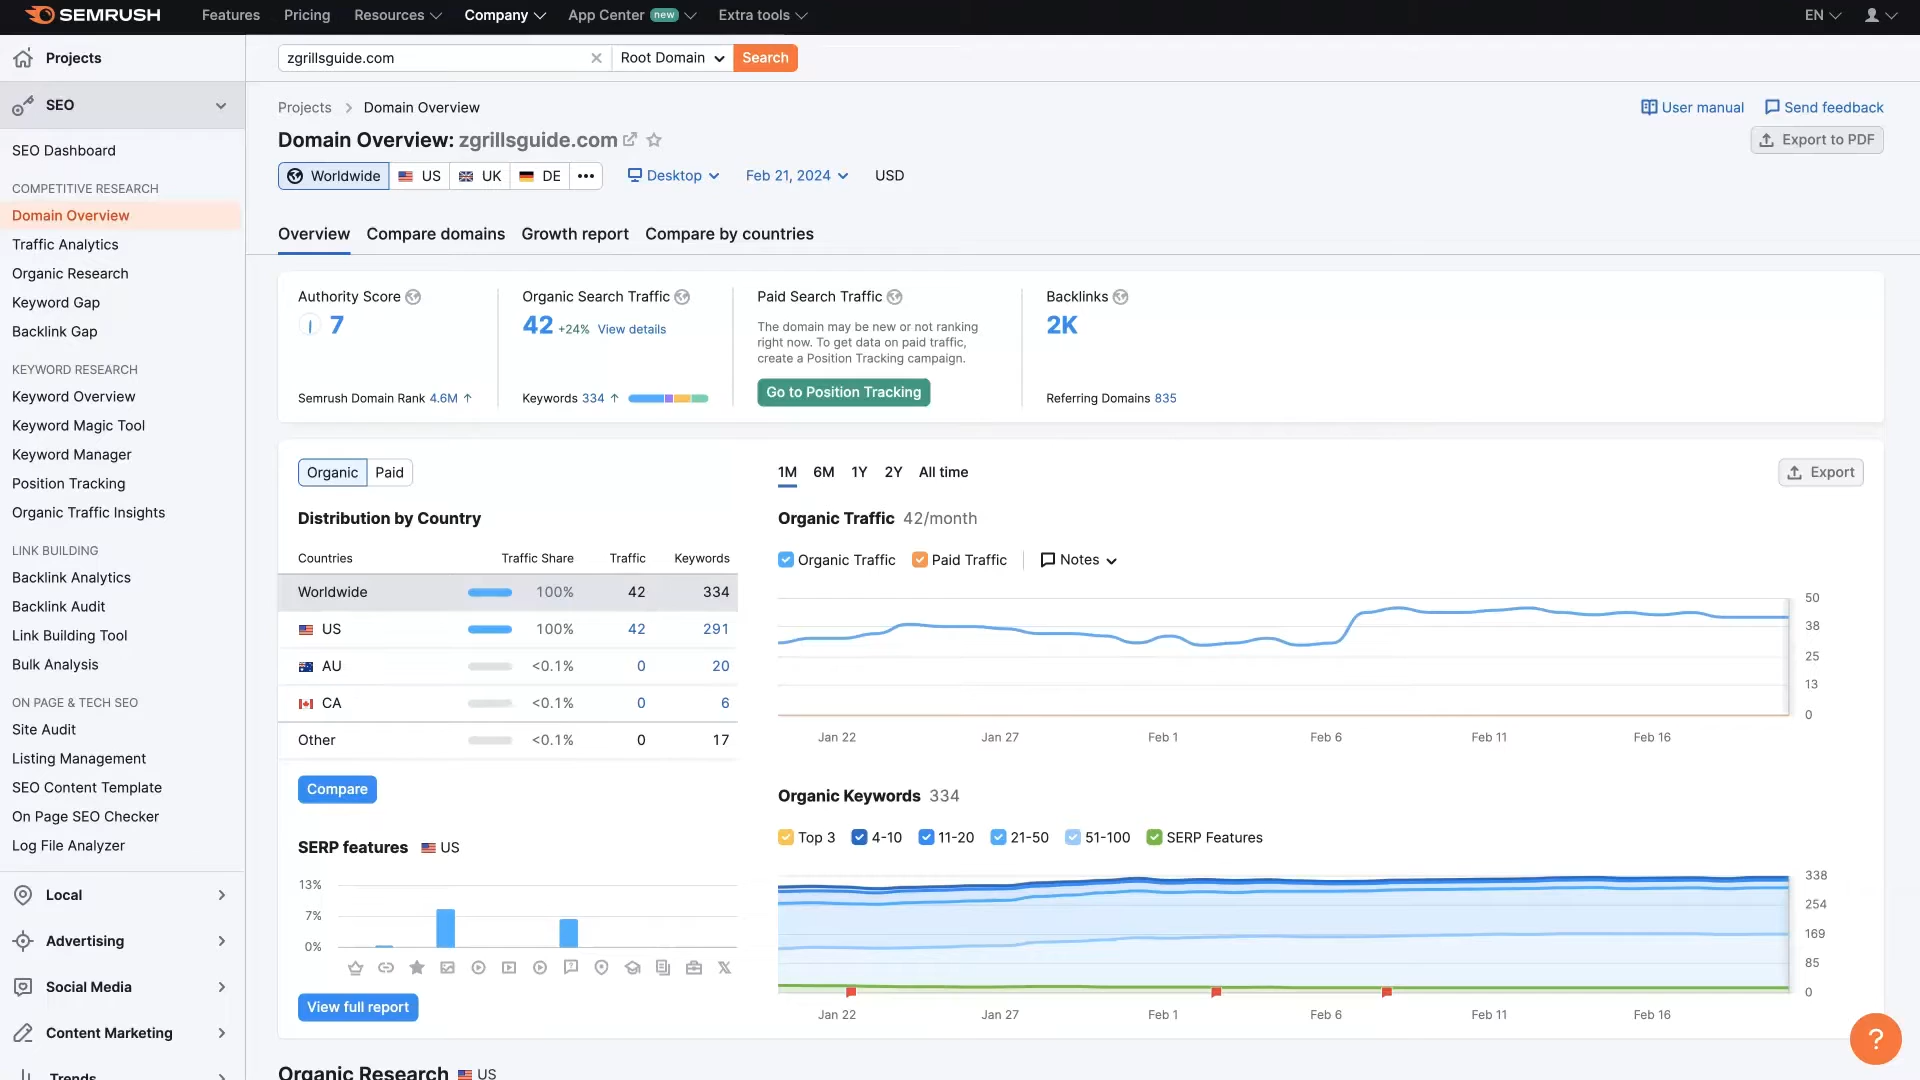 SEMRUSH Features Pricing Resources Company App Center new Extra tools EN
Projects
SEO
SEO Dashboard
COMPETITIVE RESEARCH
Domain Overview
Traffic Analytics
Organic Research
Keyword Gap
Backlink Gap
KEYWORD RESEARCH
Keyword Overview
Keyword Magic Tool
Keyword Manager
Position Tracking
Organic Traffic Insights
LINK BUILDING
Backlink Analytics
Backlink Audit
Link Building Tool
Bulk Analysis
ON PAGE & TECH SEO
Site Audit
Listing Management
SEO Content Template
On Page SEO Checker
Log File Analyzer
Local
Advertising
Social Media
Content Marketing
Trends
zgrillsguide.com Root Domain Search
Projects > Domain Overview User manual Send feedback
Domain Overview: zgrillsguide.com Export to PDF
Worldwide US UK DE ••• Desktop Feb 21, 2024 USD
Overview Compare domains Growth report Compare by countries
Authority Score
7
Semrush Domain Rank 4.6M ↑
Organic Search Traffic
42 +24% View details
Keywords 334 ↑
Paid Search Traffic
The domain may be new or not ranking
right now. To get data on paid traffic,
create a Position Tracking campaign.
Go to Position Tracking
Backlinks
2K
Referring Domains 835
Organic Paid
Distribution by Country
Countries Traffic Share Traffic Keywords
Worldwide 100% 42 334
US 100% 42 291
AU <0.1% 0 20
CA <0.1% 0 6
Other <0.1% 0 17
Compare
SERP features US
13%
7%
0%
View full report
1M 6M 1Y 2Y All time Export
Organic Traffic 42/month
Organic Traffic Paid Traffic Notes
50
38
25
13
0
Jan 22 Jan 27 Feb 1 Feb 6 Feb 11 Feb 16
Organic Keywords 334
Top 3 4-10 11-20 21-50 51-100 SERP Features
338
254
169
85
0
Jan 22 Jan 27 Feb 1 Feb 6 Feb 11 Feb 16
Organic Research US
?